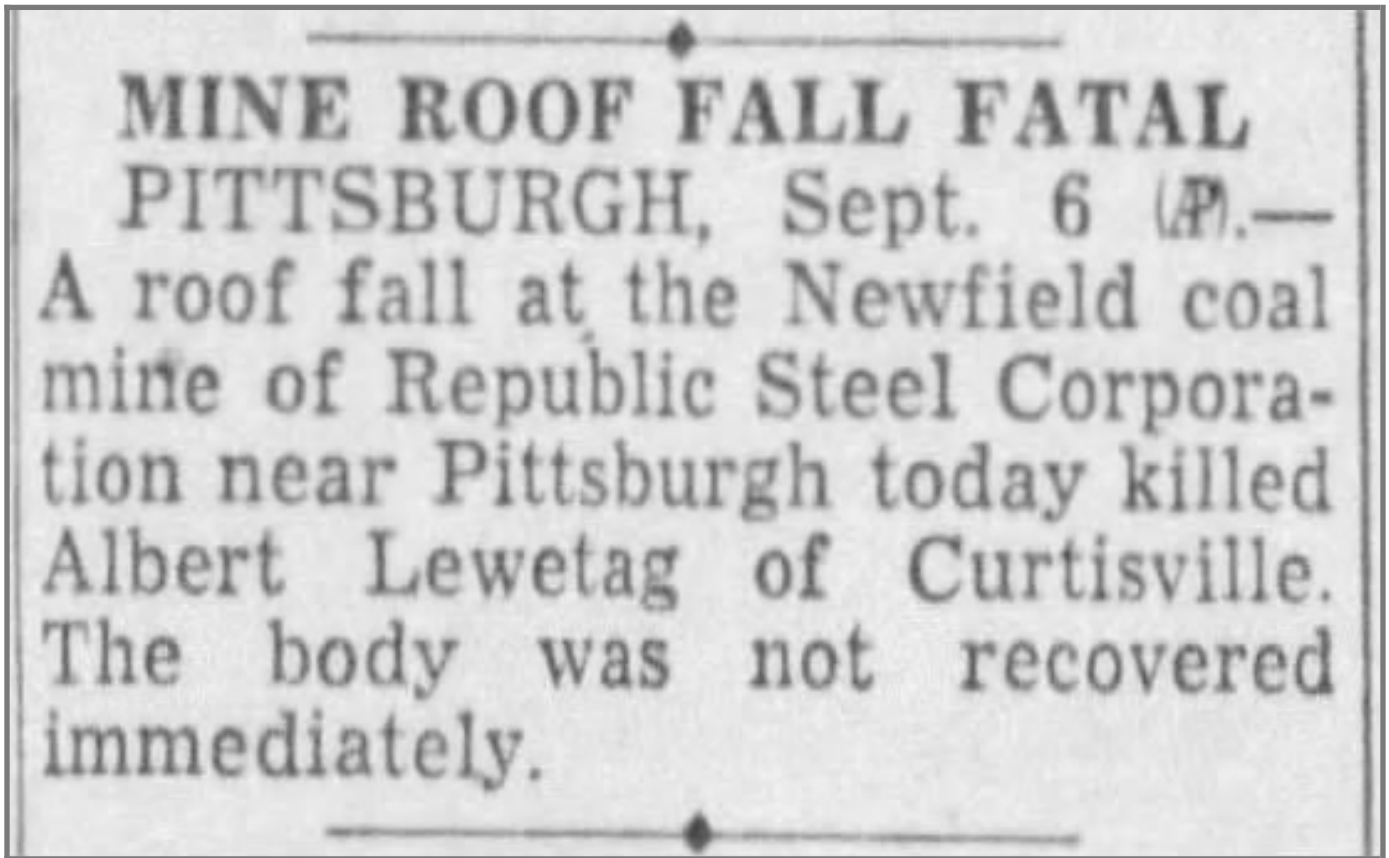 MINE ROOF FALL FATAL
PITTSBURGH, Sept. 6 (AP).—
A roof fall at the Newfield coal
mine of Republic Steel Corpora-
tion near Pittsburgh today killed
Albert Lewetag of Curtisville.
The body was not recovered
immediately.